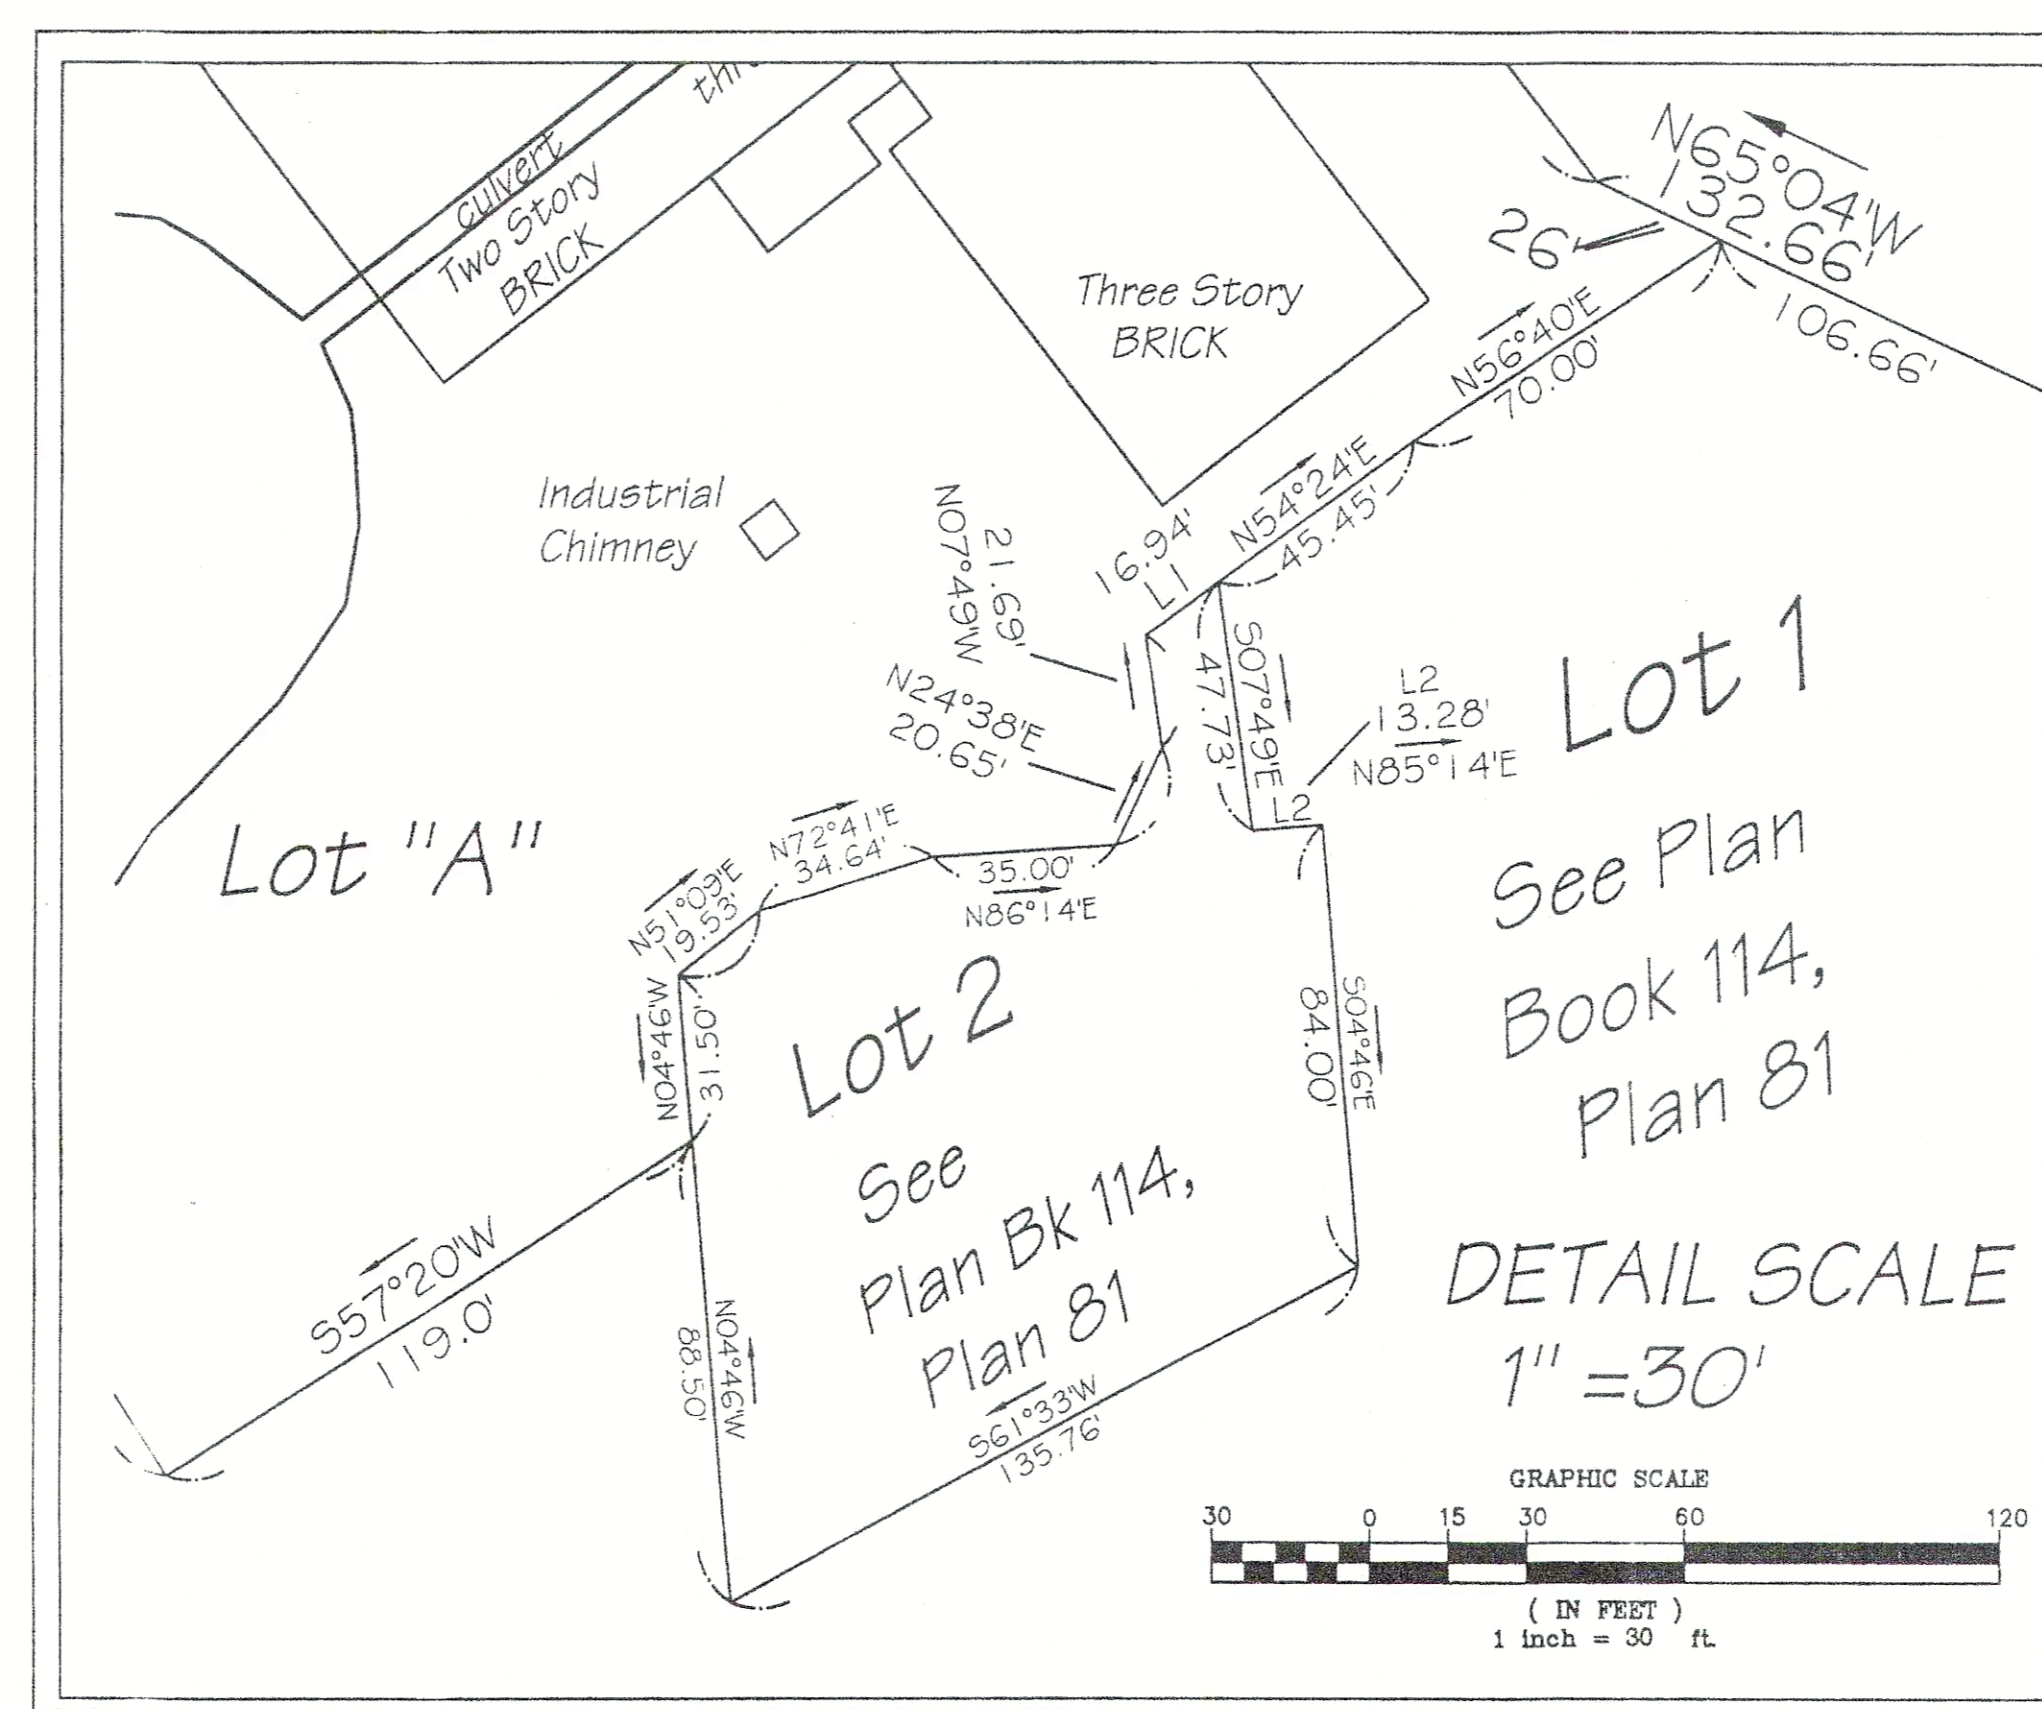 culvert
Two Story
BRICK
N65°04'W
132.66'
26'
106.66'
Three Story
BRICK
N56°40'E
70.00'
Industrial
Chimney
N54°24'E
45.45'
16.94'
L1
21.69'
N07°49'W
N24°38'E
20.65'
S07°49'E
47.73'
L2
13.28'
N85°14'E
L2
Lot 1
See Plan
Book 114,
Plan 81
Lot "A"
N72°41'E
34.64'
35.00'
N86°14'E
N51°09'E
19.53'
N04°46'W
31.50'
Lot 2
See
Plan Bk 114,
Plan 81
S04°46'E
84.00'
S57°20'W
119.0'
N04°46'W
88.50'
S61°33'W
135.76'
DETAIL SCALE
1" =30'
GRAPHIC SCALE
30 0 15 30 60 120
( IN FEET )
1 inch = 30 ft.